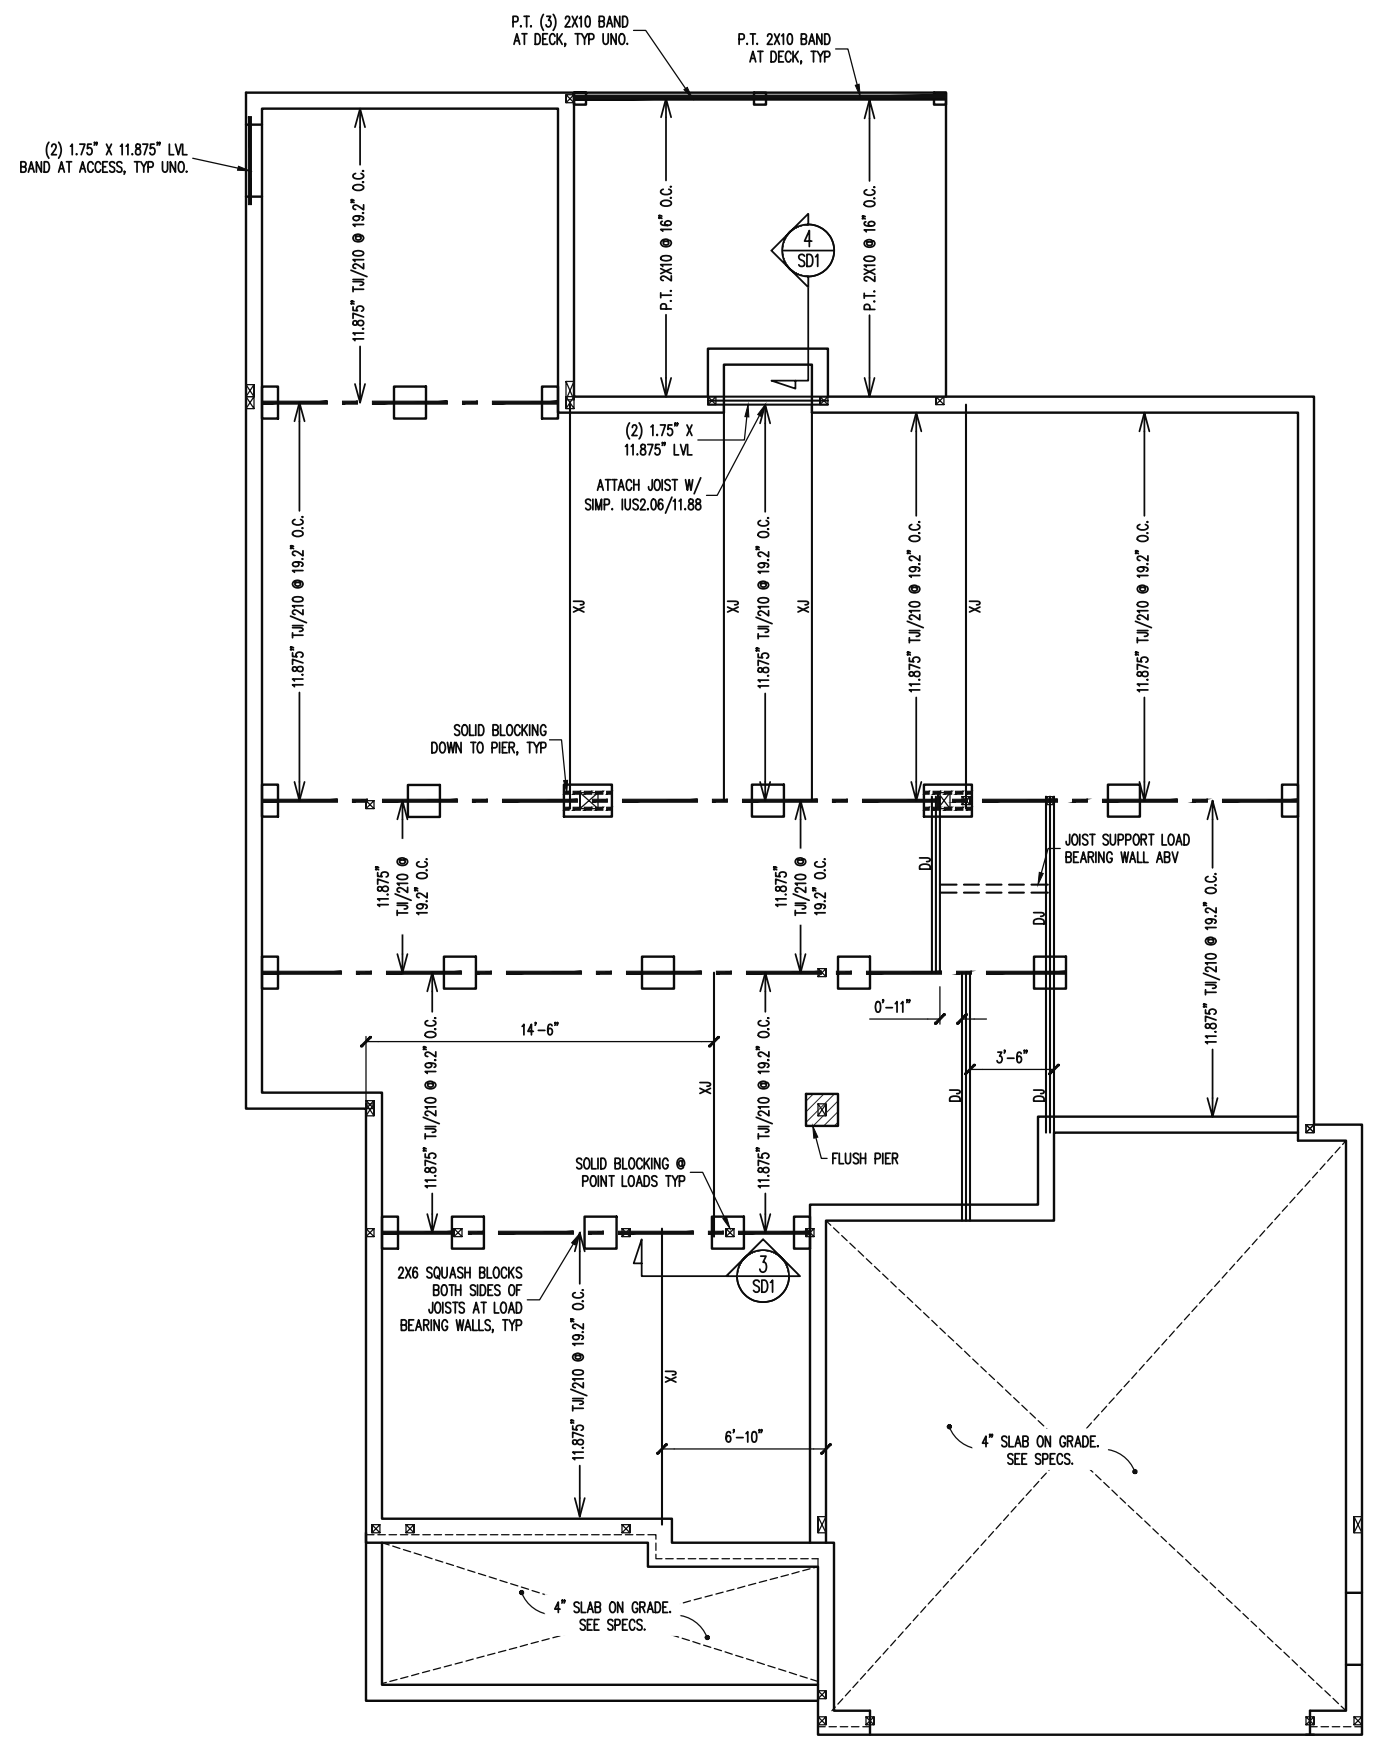 P.T. (3) 2X10 BAND
AT DECK, TYP UNO.
P.T. 2X10 BAND
AT DECK, TYP
(2) 1.75" X 11.875" LVL
BAND AT ACCESS, TYP UNO.
11.875" TJI/210 @ 19.2" O.C.
P.T. 2X10 @ 16" O.C.
P.T. 2X10 @ 16" O.C.
4
SD1
(2) 1.75" X
11.875" LVL
ATTACH JOIST W/
SIMP. IUS2.06/11.88
11.875" TJI/210 @ 19.2" O.C.
XJ
XJ
11.875" TJI/210 @ 19.2" O.C.
XJ
11.875" TJI/210 @ 19.2" O.C.
XJ
11.875" TJI/210 @ 19.2" O.C.
SOLID BLOCKING
DOWN TO PIER, TYP
11.875"
TJI/210 @
19.2" O.C.
11.875"
TJI/210 @
19.2" O.C.
DJ
JOIST SUPPORT LOAD
BEARING WALL ABV
DJ
11.875" TJI/210 @ 19.2" O.C.
0'-11"
14'-6"
3'-6"
11.875" TJI/210 @ 19.2" O.C.
XJ
11.875" TJI/210 @ 19.2" O.C.
DJ
DJ
FLUSH PIER
SOLID BLOCKING @
POINT LOADS TYP
2X6 SQUASH BLOCKS
BOTH SIDES OF
JOISTS AT LOAD
BEARING WALLS, TYP
3
SD1
11.875" TJI/210 @ 19.2" O.C.
XJ
6'-10"
4" SLAB ON GRADE.
SEE SPECS.
4" SLAB ON GRADE.
SEE SPECS.